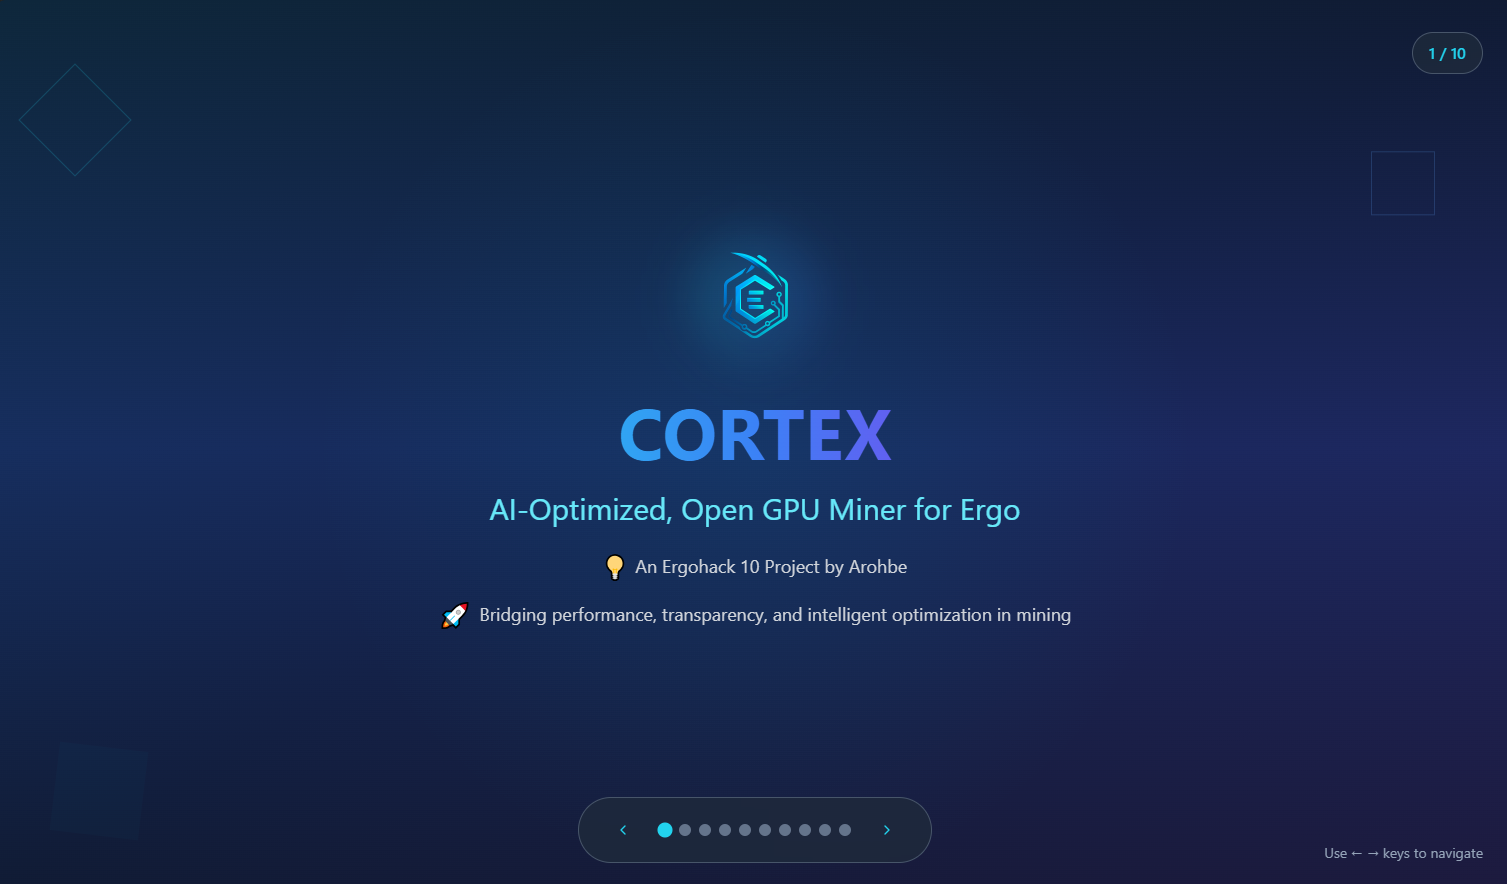 1 / 10
CORTEX
AI-Optimized, Open GPU Miner for Ergo
An Ergohack 10 Project by Arohbe
Bridging performance, transparency, and intelligent optimization in mining
Use ← → keys to navigate